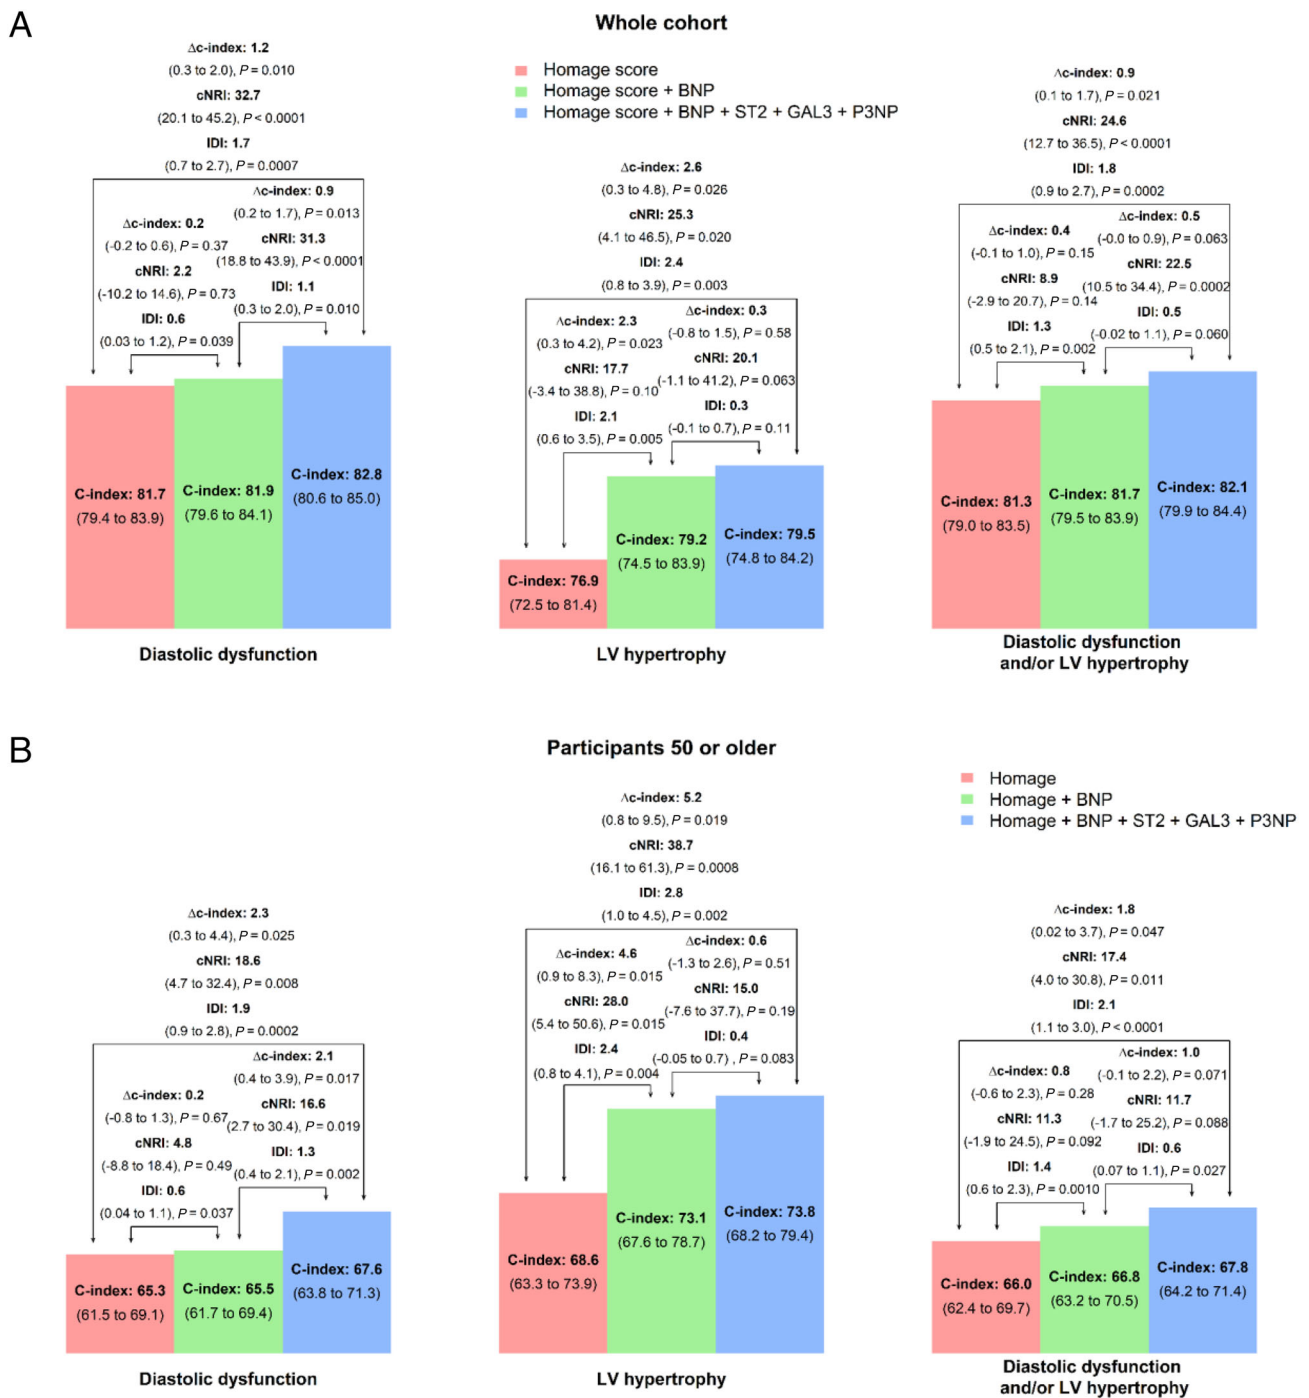 A
Whole cohort
Homage score
Homage score + BNP
Homage score + BNP + ST2 + GAL3 + P3NP
Δc-index: 1.2
(0.3 to 2.0), P = 0.010
cNRI: 32.7
(20.1 to 45.2), P < 0.0001
IDI: 1.7
(0.7 to 2.7), P = 0.0007
Δc-index: 0.9
(0.2 to 1.7), P = 0.013
cNRI: 31.3
(18.8 to 43.9), P < 0.0001
IDI: 1.1
(0.3 to 2.0), P = 0.010
Δc-index: 0.2
(-0.2 to 0.6), P = 0.37
cNRI: 2.2
(-10.2 to 14.6), P = 0.73
IDI: 0.6
(0.03 to 1.2), P = 0.039
C-index: 81.7
(79.4 to 83.9)
C-index: 81.9
(79.6 to 84.1)
C-index: 82.8
(80.6 to 85.0)
Diastolic dysfunction
Δc-index: 2.6
(0.3 to 4.8), P = 0.026
cNRI: 25.3
(4.1 to 46.5), P = 0.020
IDI: 2.4
(0.8 to 3.9), P = 0.003
Δc-index: 2.3
(0.3 to 4.2), P = 0.023
cNRI: 17.7
(-3.4 to 38.8), P = 0.10
IDI: 2.1
(0.6 to 3.5), P = 0.005
Δc-index: 0.3
(-0.8 to 1.5), P = 0.58
cNRI: 20.1
(-1.1 to 41.2), P = 0.063
IDI: 0.3
(-0.1 to 0.7), P = 0.11
C-index: 76.9
(72.5 to 81.4)
C-index: 79.2
(74.5 to 83.9)
C-index: 79.5
(74.8 to 84.2)
LV hypertrophy
Δc-index: 0.9
(0.1 to 1.7), P = 0.021
cNRI: 24.6
(12.7 to 36.5), P < 0.0001
IDI: 1.8
(0.9 to 2.7), P = 0.0002
Δc-index: 0.5
(-0.0 to 0.9), P = 0.063
cNRI: 22.5
(10.5 to 34.4), P = 0.0002
IDI: 0.5
(-0.02 to 1.1), P = 0.060
Δc-index: 0.4
(-0.1 to 1.0), P = 0.15
cNRI: 8.9
(-2.9 to 20.7), P = 0.14
IDI: 1.3
(0.5 to 2.1), P = 0.002
C-index: 81.3
(79.0 to 83.5)
C-index: 81.7
(79.5 to 83.9)
C-index: 82.1
(79.9 to 84.4)
Diastolic dysfunction
and/or LV hypertrophy
B
Participants 50 or older
Homage
Homage + BNP
Homage + BNP + ST2 + GAL3 + P3NP
Δc-index: 2.3
(0.3 to 4.4), P = 0.025
cNRI: 18.6
(4.7 to 32.4), P = 0.008
IDI: 1.9
(0.9 to 2.8), P = 0.0002
Δc-index: 2.1
(0.4 to 3.9), P = 0.017
cNRI: 16.6
(2.7 to 30.4), P = 0.019
IDI: 1.3
(0.4 to 2.1), P = 0.002
Δc-index: 0.2
(-0.8 to 1.3), P = 0.67
cNRI: 4.8
(-8.8 to 18.4), P = 0.49
IDI: 0.6
(0.04 to 1.1), P = 0.037
C-index: 65.3
(61.5 to 69.1)
C-index: 65.5
(61.7 to 69.4)
C-index: 67.6
(63.8 to 71.3)
Diastolic dysfunction
Δc-index: 5.2
(0.8 to 9.5), P = 0.019
cNRI: 38.7
(16.1 to 61.3), P = 0.0008
IDI: 2.8
(1.0 to 4.5), P = 0.002
Δc-index: 4.6
(0.9 to 8.3), P = 0.015
cNRI: 28.0
(5.4 to 50.6), P = 0.015
IDI: 2.4
(0.8 to 4.1), P = 0.004
Δc-index: 0.6
(-1.3 to 2.6), P = 0.51
cNRI: 15.0
(-7.6 to 37.7), P = 0.19
IDI: 0.4
(-0.05 to 0.7) , P = 0.083
C-index: 68.6
(63.3 to 73.9)
C-index: 73.1
(67.6 to 78.7)
C-index: 73.8
(68.2 to 79.4)
LV hypertrophy
Δc-index: 1.8
(0.02 to 3.7), P = 0.047
cNRI: 17.4
(4.0 to 30.8), P = 0.011
IDI: 2.1
(1.1 to 3.0), P < 0.0001
Δc-index: 1.0
(-0.1 to 2.2), P = 0.071
cNRI: 11.7
(-1.7 to 25.2), P = 0.088
IDI: 0.6
(0.07 to 1.1), P = 0.027
Δc-index: 0.8
(-0.6 to 2.3), P = 0.28
cNRI: 11.3
(-1.9 to 24.5), P = 0.092
IDI: 1.4
(0.6 to 2.3), P = 0.0010
C-index: 66.0
(62.4 to 69.7)
C-index: 66.8
(63.2 to 70.5)
C-index: 67.8
(64.2 to 71.4)
Diastolic dysfunction
and/or LV hypertrophy